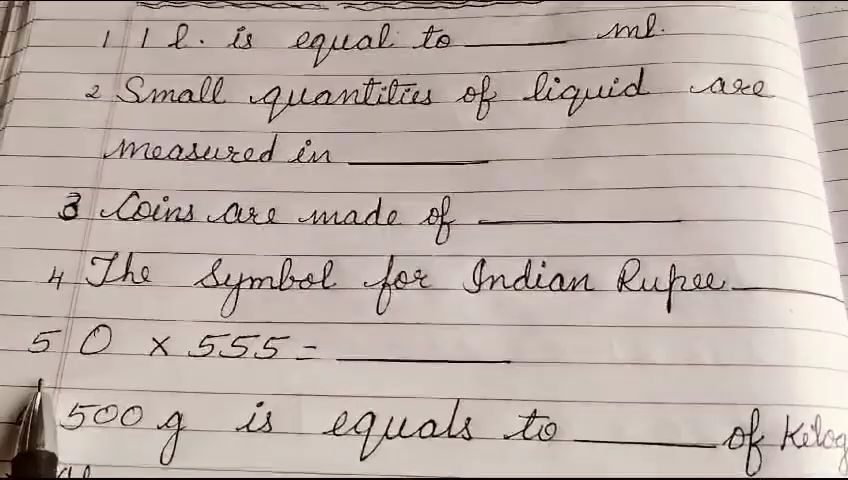 1 1 l. is equal to ______ ml.
2 Small quantities of liquid are
measured in ______
3 Coins are made of ______
4 The Symbol for Indian Rupee ______
5 0 x 555 = ______
500 g is equals to ______ of Kilog